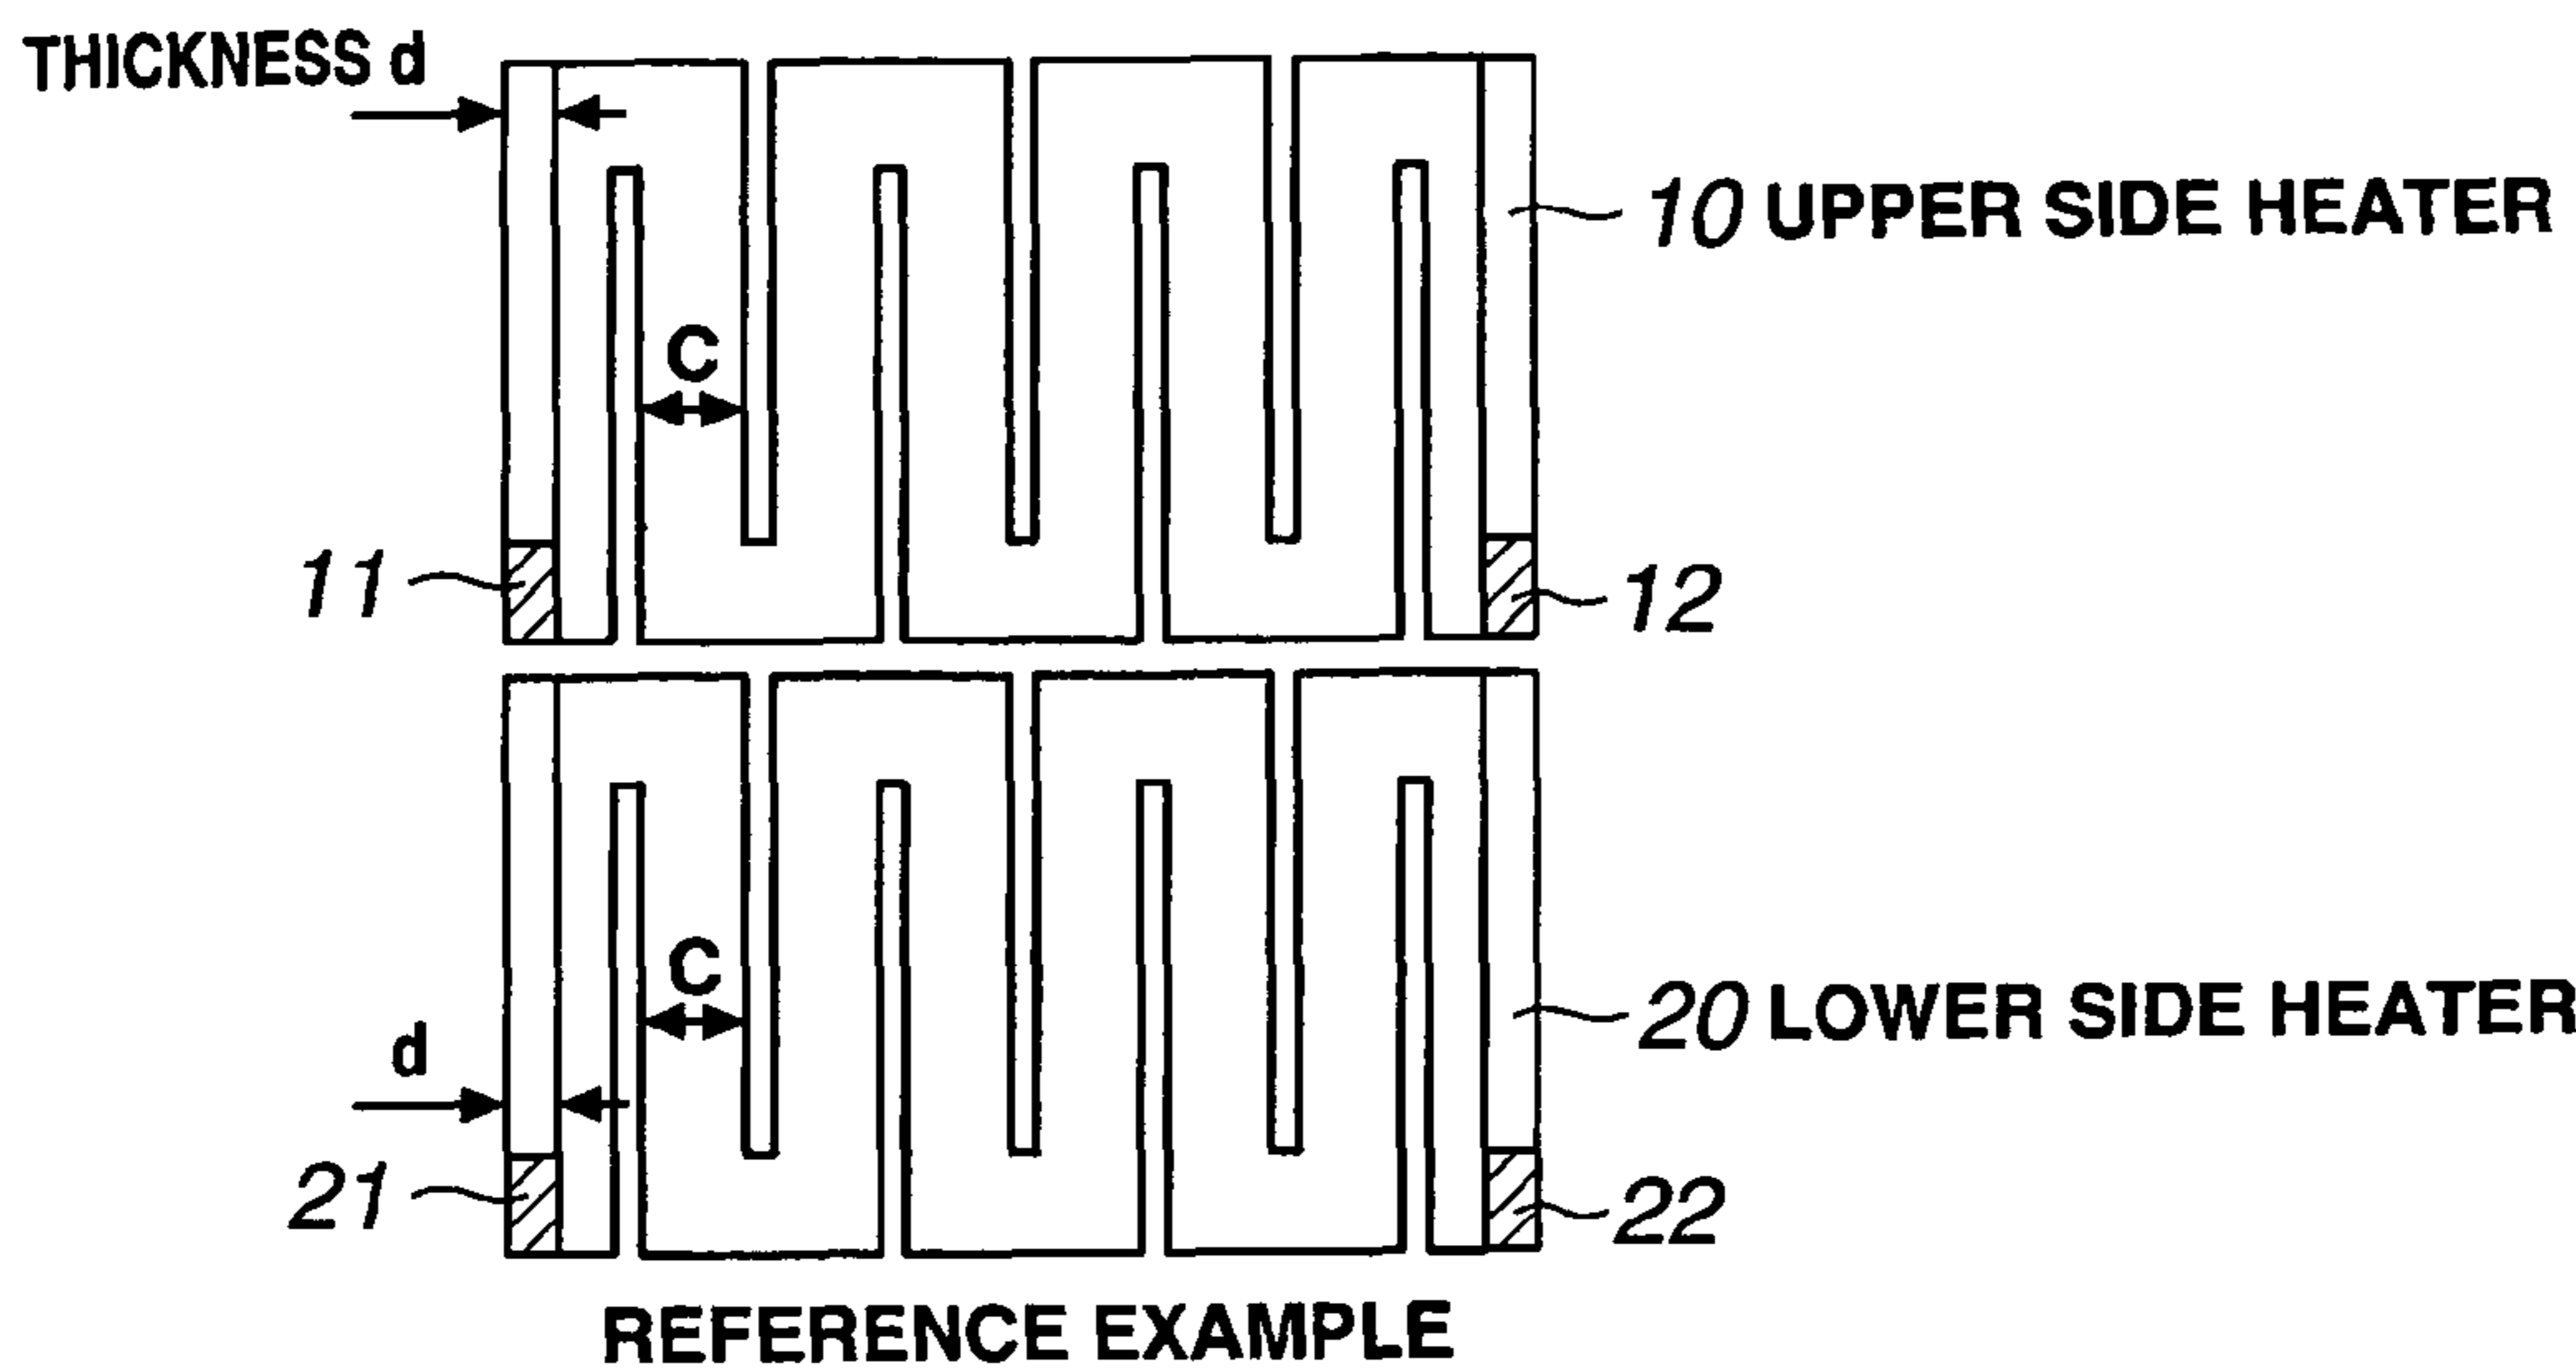 THICKNESS d
10 UPPER SIDE HEATER
C
11
12
C
20 LOWER SIDE HEATER
d
21
22
REFERENCE EXAMPLE